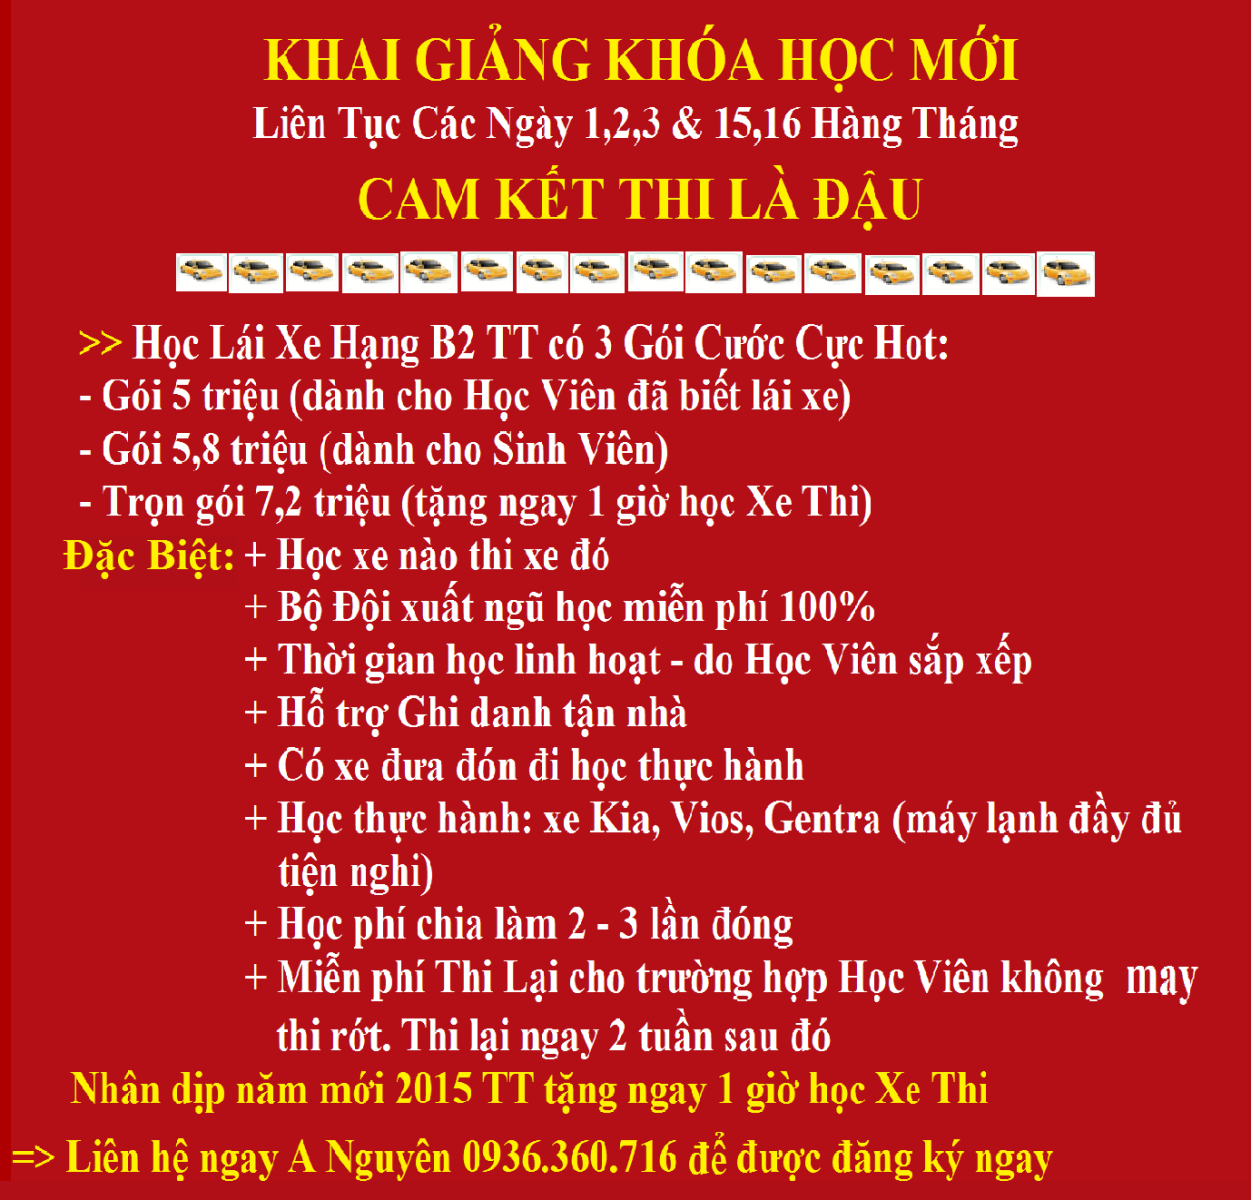 KHAI GIẢNG KHÓA HỌC MỚI
Liên Tục Các Ngày 1,2,3 & 15,16 Hàng Tháng
CAM KẾT THI LÀ ĐẬU
>> Học Lái Xe Hạng B2 TT có 3 Gói Cước Cực Hot:
- Gói 5 triệu (dành cho Học Viên đã biết lái xe)
- Gói 5,8 triệu (dành cho Sinh Viên)
- Trọn gói 7,2 triệu (tặng ngay 1 giờ học Xe Thi)
Đặc Biệt: + Học xe nào thi xe đó
+ Bộ Đội xuất ngũ học miễn phí 100%
+ Thời gian học linh hoạt - do Học Viên sắp xếp
+ Hỗ trợ Ghi danh tận nhà
+ Có xe đưa đón đi học thực hành
+ Học thực hành: xe Kia, Vios, Gentra (máy lạnh đầy đủ
tiện nghi)
+ Học phí chia làm 2 - 3 lần đóng
+ Miễn phí Thi Lại cho trường hợp Học Viên không may
thi rớt. Thi lại ngay 2 tuần sau đó
Nhân dịp năm mới 2015 TT tặng ngay 1 giờ học Xe Thi
=> Liên hệ ngay A Nguyên 0936.360.716 để được đăng ký ngay